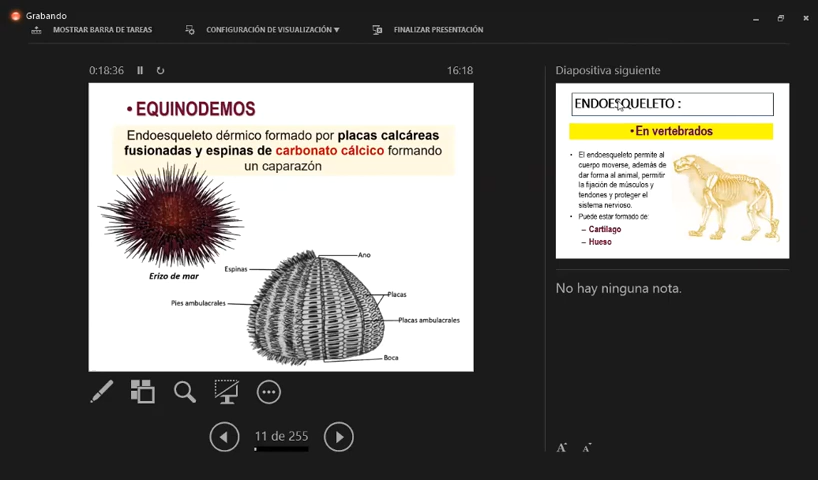 Grabando
MOSTRAR BARRA DE TAREAS
CONFIGURACIÓN DE VISUALIZACIÓN ▼
FINALIZAR PRESENTACIÓN
0:18:36
16:18
• EQUINODEMOS
Endoesqueleto dérmico formado por placas calcáreas
fusionadas y espinas de carbonato cálcico formando
un caparazón
Erizo de mar
Ano
Espinas
Placas
Pies ambulacrales
Placas ambulacrales
Boca
11 de 255
Diapositiva siguiente
ENDOESQUELETO :
•En vertebrados
• El endoesqueleto permite al
cuerpo moverse, además de
dar forma al animal, permitir
la fijación de músculos y
tendones y proteger el
sistema nervioso.
• Puede estar formado de:
– Cartílago
– Hueso
No hay ninguna nota.
A A